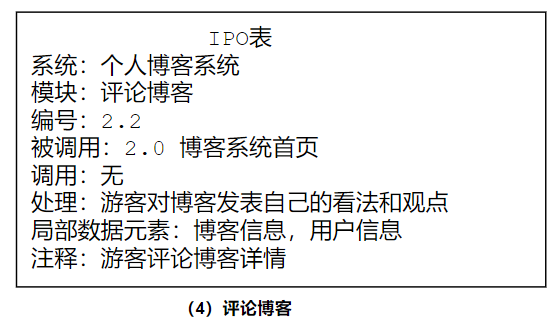 IPO表
系统：个人博客系统
模块：评论博客
编号：2.2
被调用：2.0 博客系统首页
调用：无
处理：游客对博客发表自己的看法和观点
局部数据元素：博客信息，用户信息
注释：游客评论博客详情
（4）评论博客